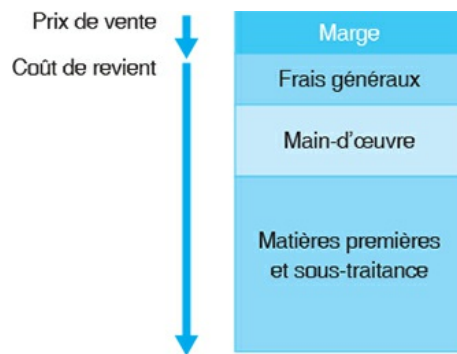 Prix de vente
Coût de revient
Marge
Frais généraux
Main-d'œuvre
Matières premières
et sous-traitance